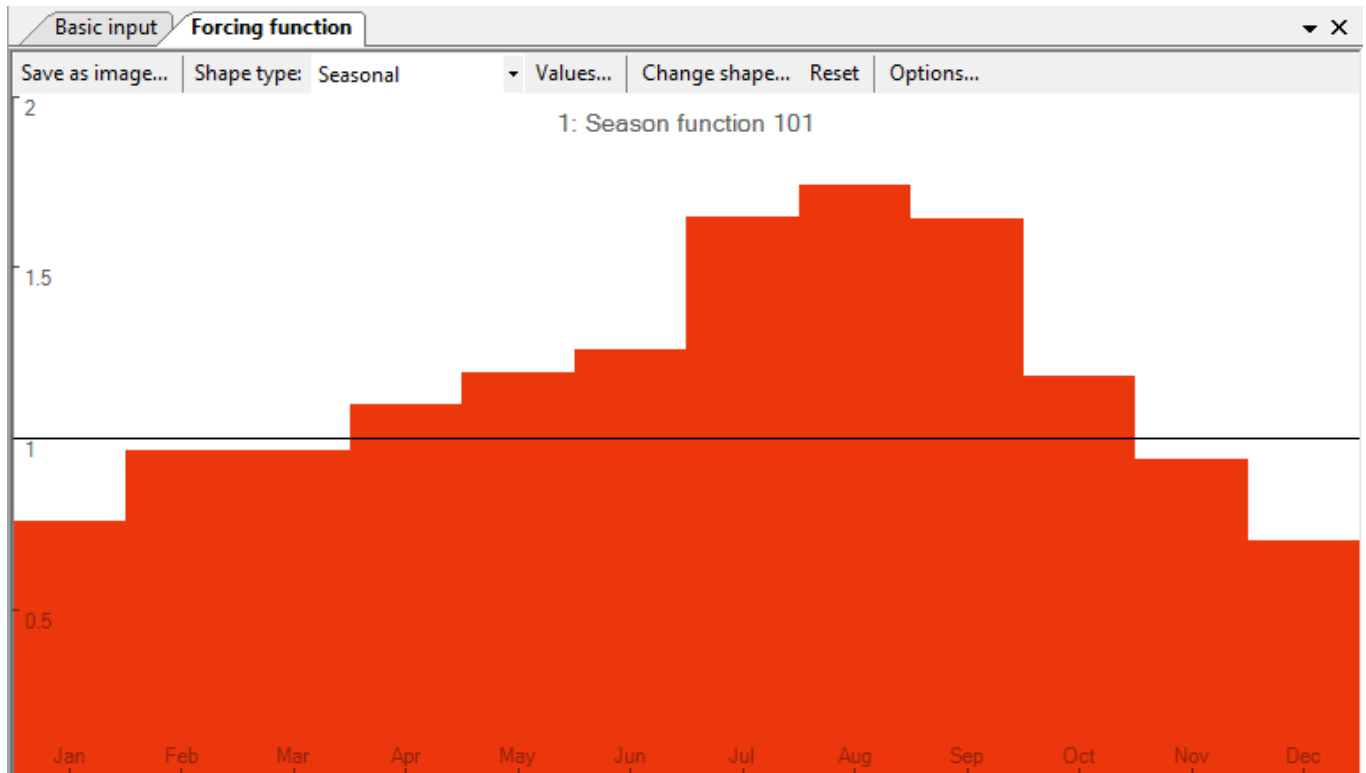 Basic input Forcing function
Save as image... Shape type: Seasonal Values... Change shape... Reset Options...
2
1: Season function 101
1.5
1
0.5
Jan Feb Mar Apr May Jun Jul Aug Sep Oct Nov Dec